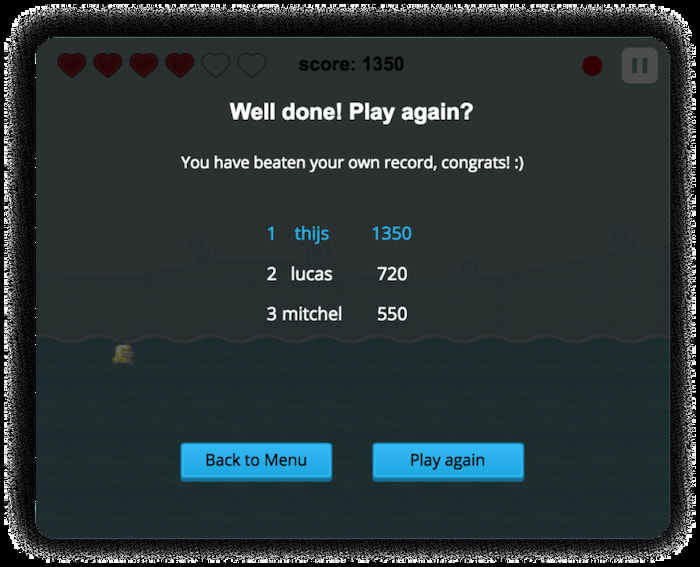 score: 1350
Well done! Play again?
You have beaten your own record, congrats! :)
1 thijs 1350
2 lucas 720
3 mitchel 550
Back to Menu Play again